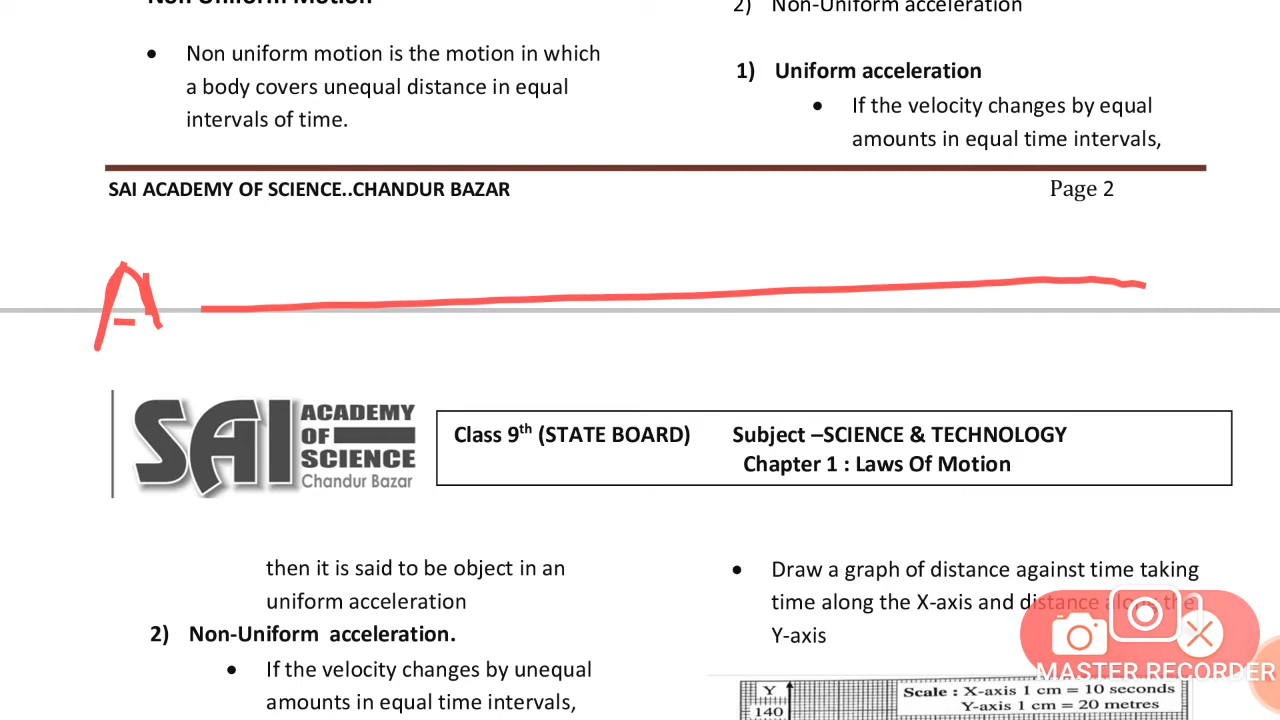 Non Uniform Motion
• Non uniform motion is the motion in which
a body covers unequal distance in equal
intervals of time.
2) Non-Uniform acceleration
1) Uniform acceleration
• If the velocity changes by equal
amounts in equal time intervals,
SAI ACADEMY OF SCIENCE..CHANDUR BAZAR
Page 2
A
SAI
ACADEMY
OF
SCIENCE
Chandur Bazar
Class 9th (STATE BOARD) Subject –SCIENCE & TECHNOLOGY
Chapter 1 : Laws Of Motion
then it is said to be object in an
uniform acceleration
2) Non-Uniform acceleration.
• If the velocity changes by unequal
amounts in equal time intervals,
• Draw a graph of distance against time taking
time along the X-axis and distance along the
Y-axis
MASTER RECORDER
Y
140
Scale : X-axis 1 cm = 10 seconds
Y-axis 1 cm = 20 metres